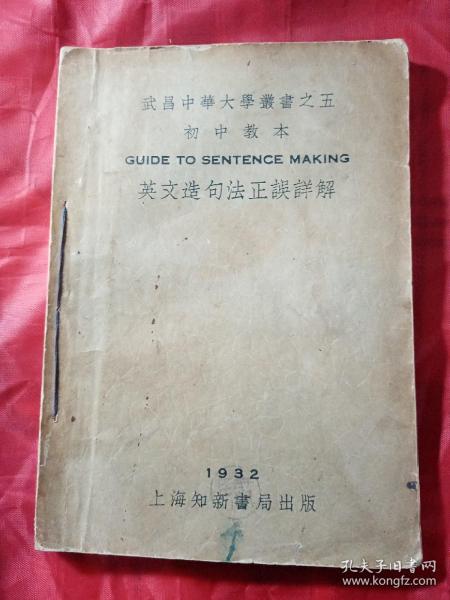 武昌中華大學叢書之五
初中教本
GUIDE TO SENTENCE MAKING
英文造句法正誤詳解
1932
上海知新書局出版
孔夫子旧书网
www.kongfz.com